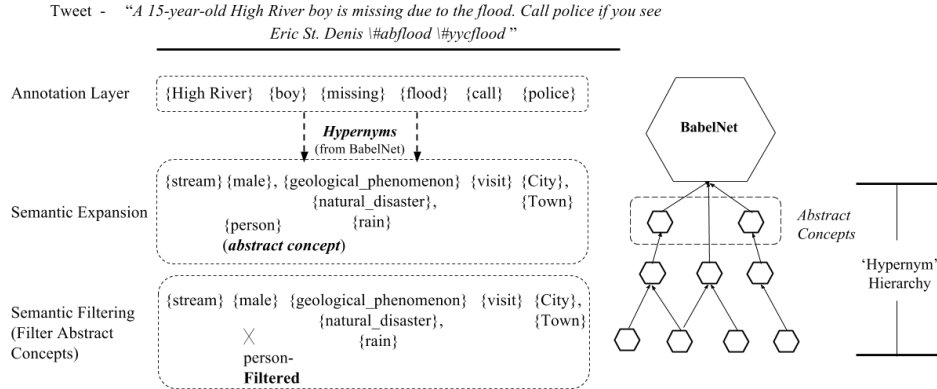 Tweet - “A 15-year-old High River boy is missing due to the flood. Call police if you see
Eric St. Denis \#abflood \#yycflood ”
Annotation Layer {High River} {boy} {missing} {flood} {call} {police}
Hypernyms
(from BabelNet)
BabelNet
Semantic Expansion
{stream} {male}, {geological_phenomenon} {visit} {City},
{natural_disaster}, {Town}
{person} {rain}
(abstract concept)
Abstract
Concepts
‘Hypernym’
Hierarchy
Semantic Filtering
(Filter Abstract
Concepts)
{stream} {male} {geological_phenomenon} {visit} {City},
{natural_disaster}, {Town}
{rain}
person-
Filtered